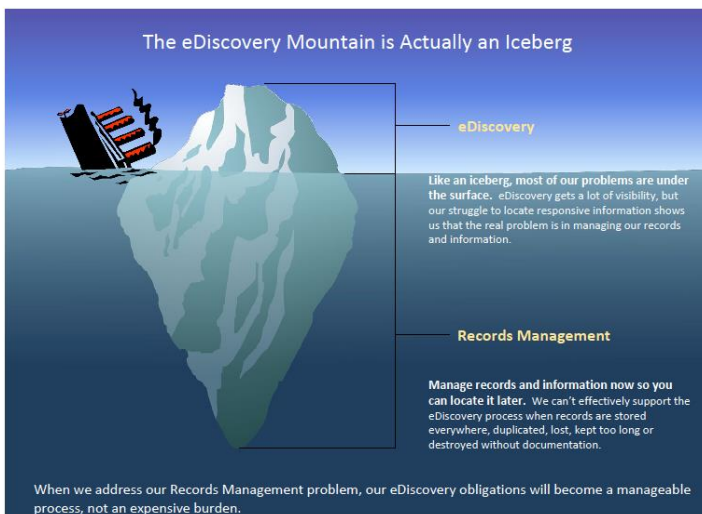 The eDiscovery Mountain is Actually an Iceberg
eDiscovery
Like an iceberg, most of our problems are under
the surface. eDiscovery gets a lot of visibility, but
our struggle to locate responsive information shows
us that the real problem is in managing our records
and information.
Records Management
Manage records and information now so you
can locate it later. We can't effectively support the
eDiscovery process when records are stored
everywhere, duplicated, lost, kept too long or
destroyed without documentation.
When we address our Records Management problem, our eDiscovery obligations will become a manageable
process, not an expensive burden.